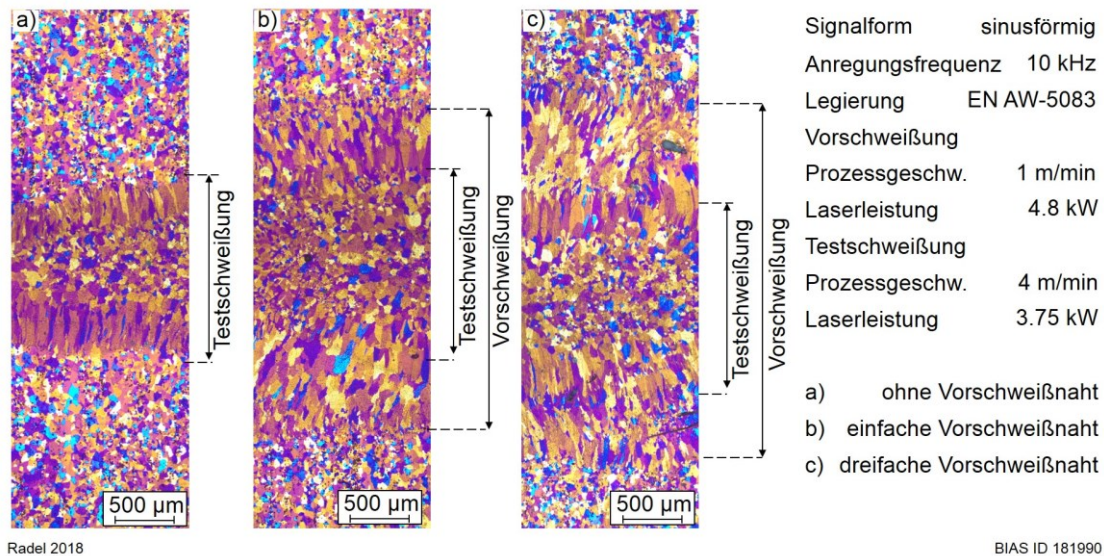 a)
Testschweißung
500 µm
b)
Testschweißung
Vorschweißung
500 µm
c)
Testschweißung
Vorschweißung
500 µm
Signalform sinusförmig
Anregungsfrequenz 10 kHz
Legierung EN AW-5083
Vorschweißung
Prozessgeschw. 1 m/min
Laserleistung 4.8 kW
Testschweißung
Prozessgeschw. 4 m/min
Laserleistung 3.75 kW
a) ohne Vorschweißnaht
b) einfache Vorschweißnaht
c) dreifache Vorschweißnaht
Radel 2018
BIAS ID 181990